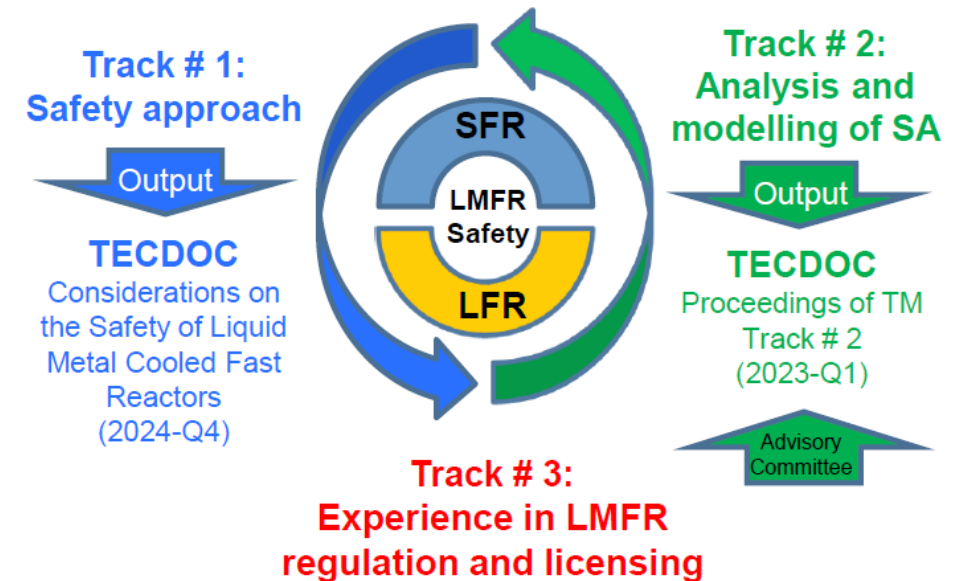 Track # 1:
Safety approach
Output
TECDOC
Considerations on
the Safety of Liquid
Metal Cooled Fast
Reactors
(2024-Q4)
SFR
LMFR
Safety
LFR
Track # 2:
Analysis and
modelling of SA
Output
TECDOC
Proceedings of TM
Track # 2
(2023-Q1)
Advisory
Committee
Track # 3:
Experience in LMFR
regulation and licensing